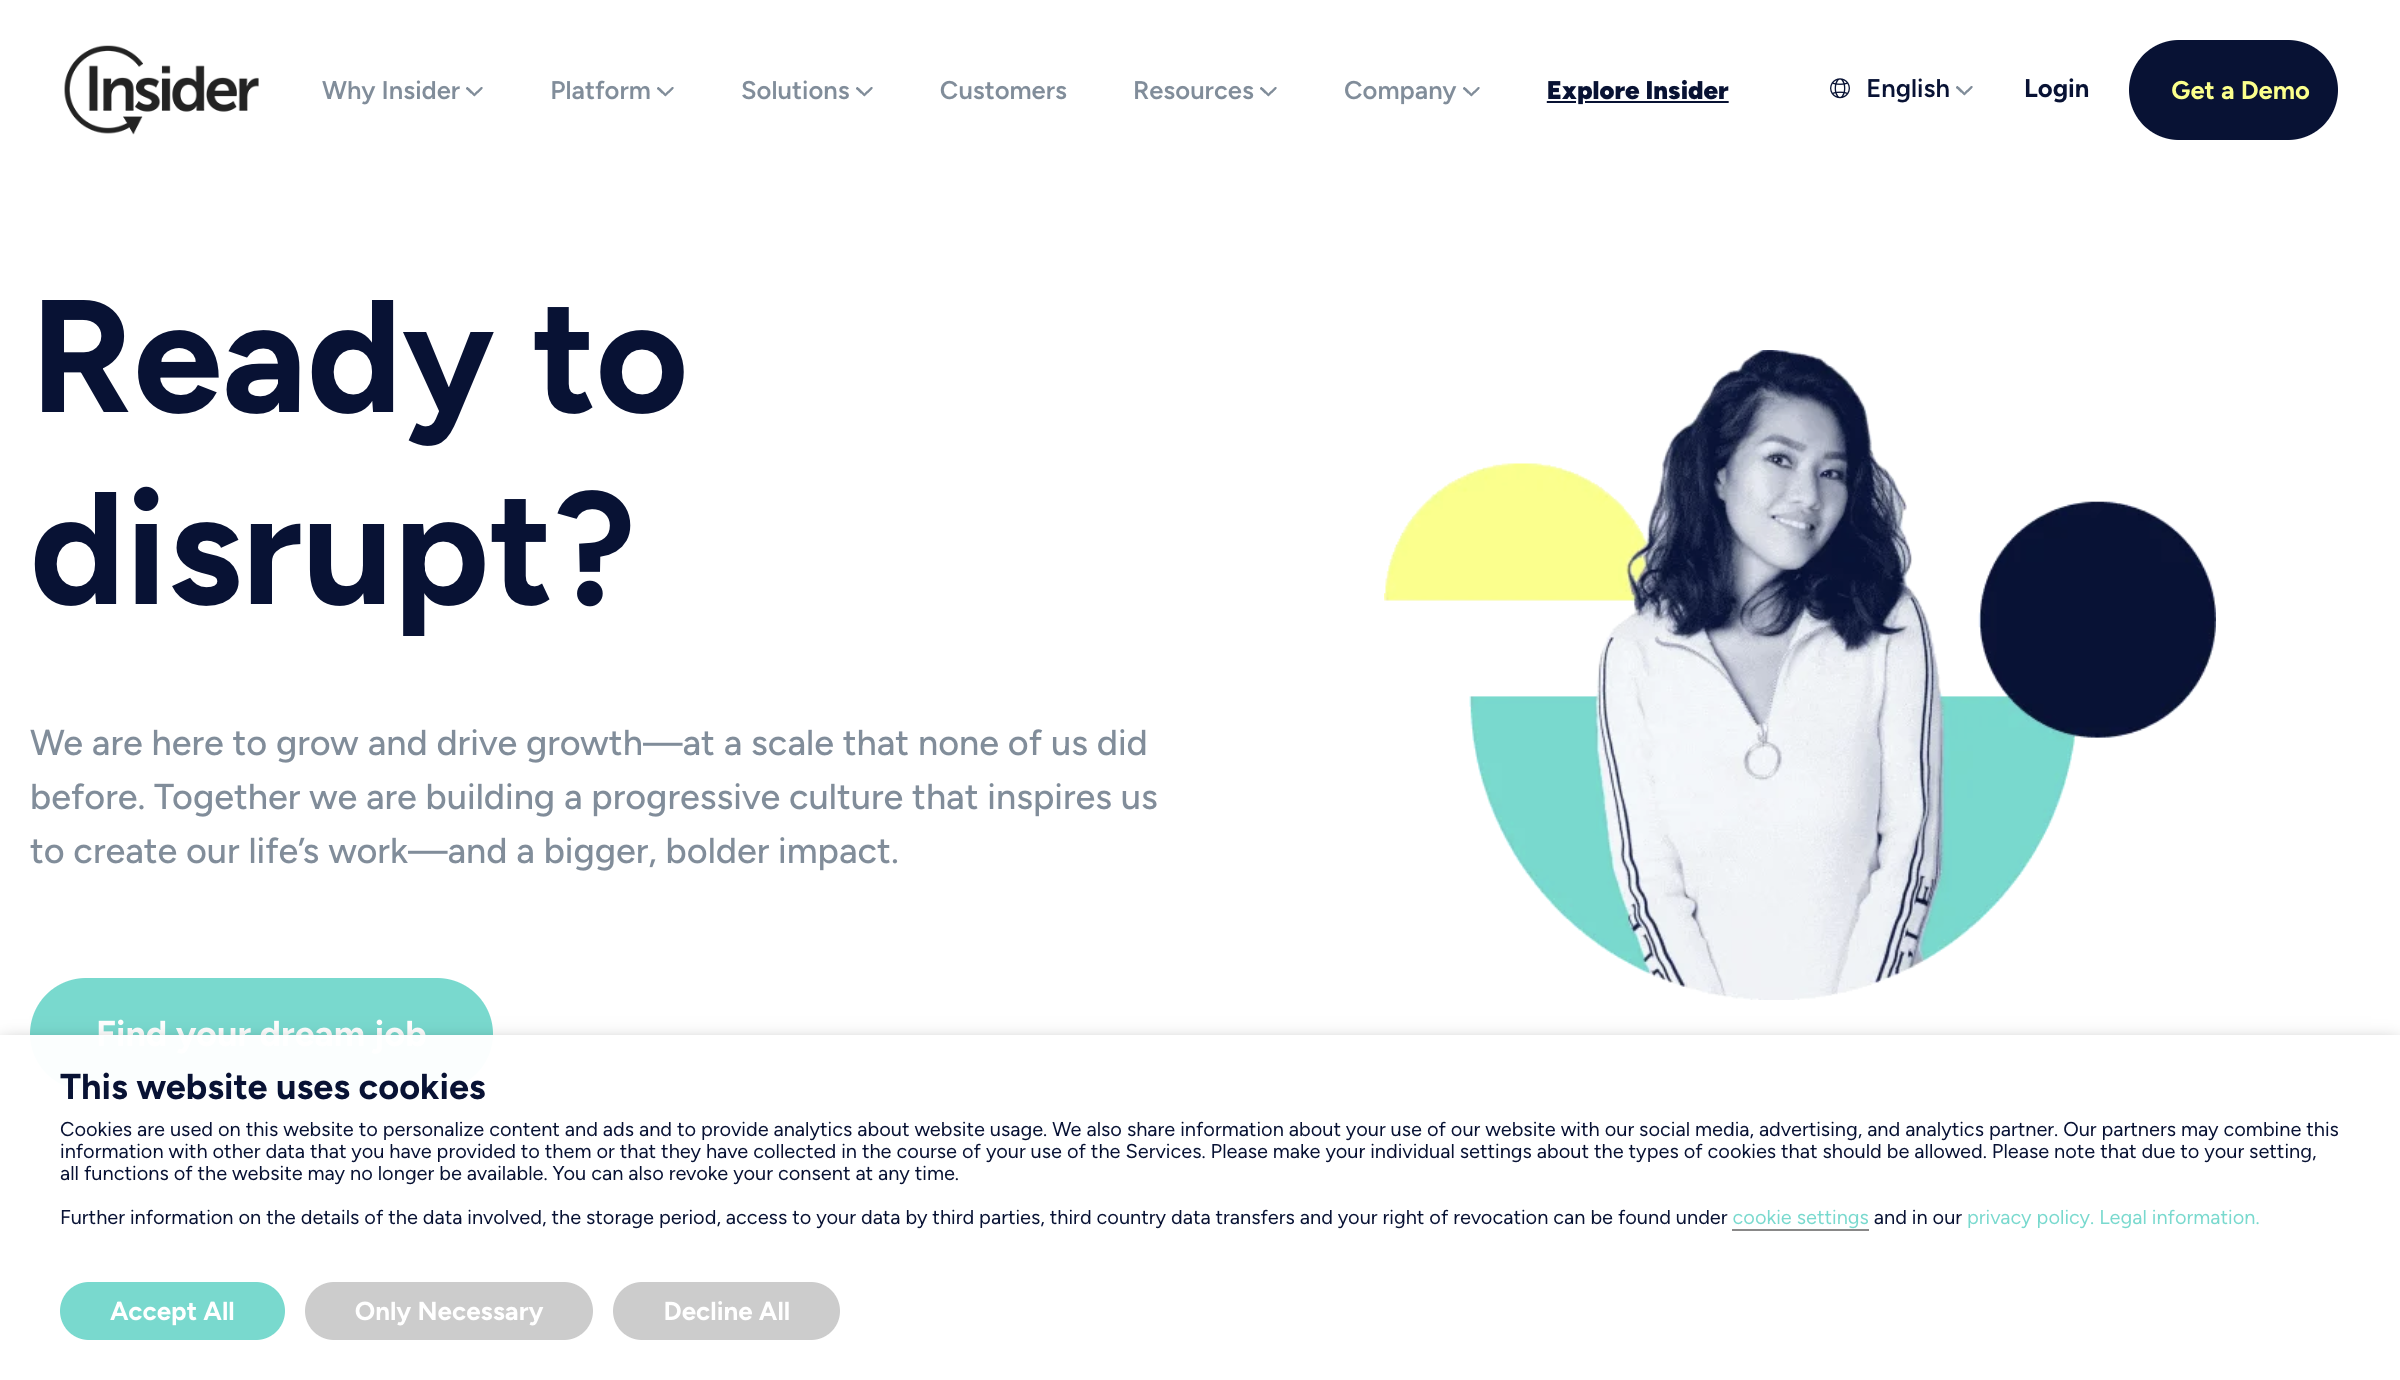 Insider
Why Insider
Platform
Solutions
Customers
Resources
Company
Explore Insider
English
Login
Get a Demo
Ready to
disrupt?
We are here to grow and drive growth—at a scale that none of us did
before. Together we are building a progressive culture that inspires us
to create our life’s work—and a bigger, bolder impact.
Find your dream job
This website uses cookies
Cookies are used on this website to personalize content and ads and to provide analytics about website usage. We also share information about your use of our website with our social media, advertising, and analytics partner. Our partners may combine this
information with other data that you have provided to them or that they have collected in the course of your use of the Services. Please make your individual settings about the types of cookies that should be allowed. Please note that due to your setting,
all functions of the website may no longer be available. You can also revoke your consent at any time.
Further information on the details of the data involved, the storage period, access to your data by third parties, third country data transfers and your right of revocation can be found under cookie settings and in our privacy policy. Legal information.
Accept All
Only Necessary
Decline All